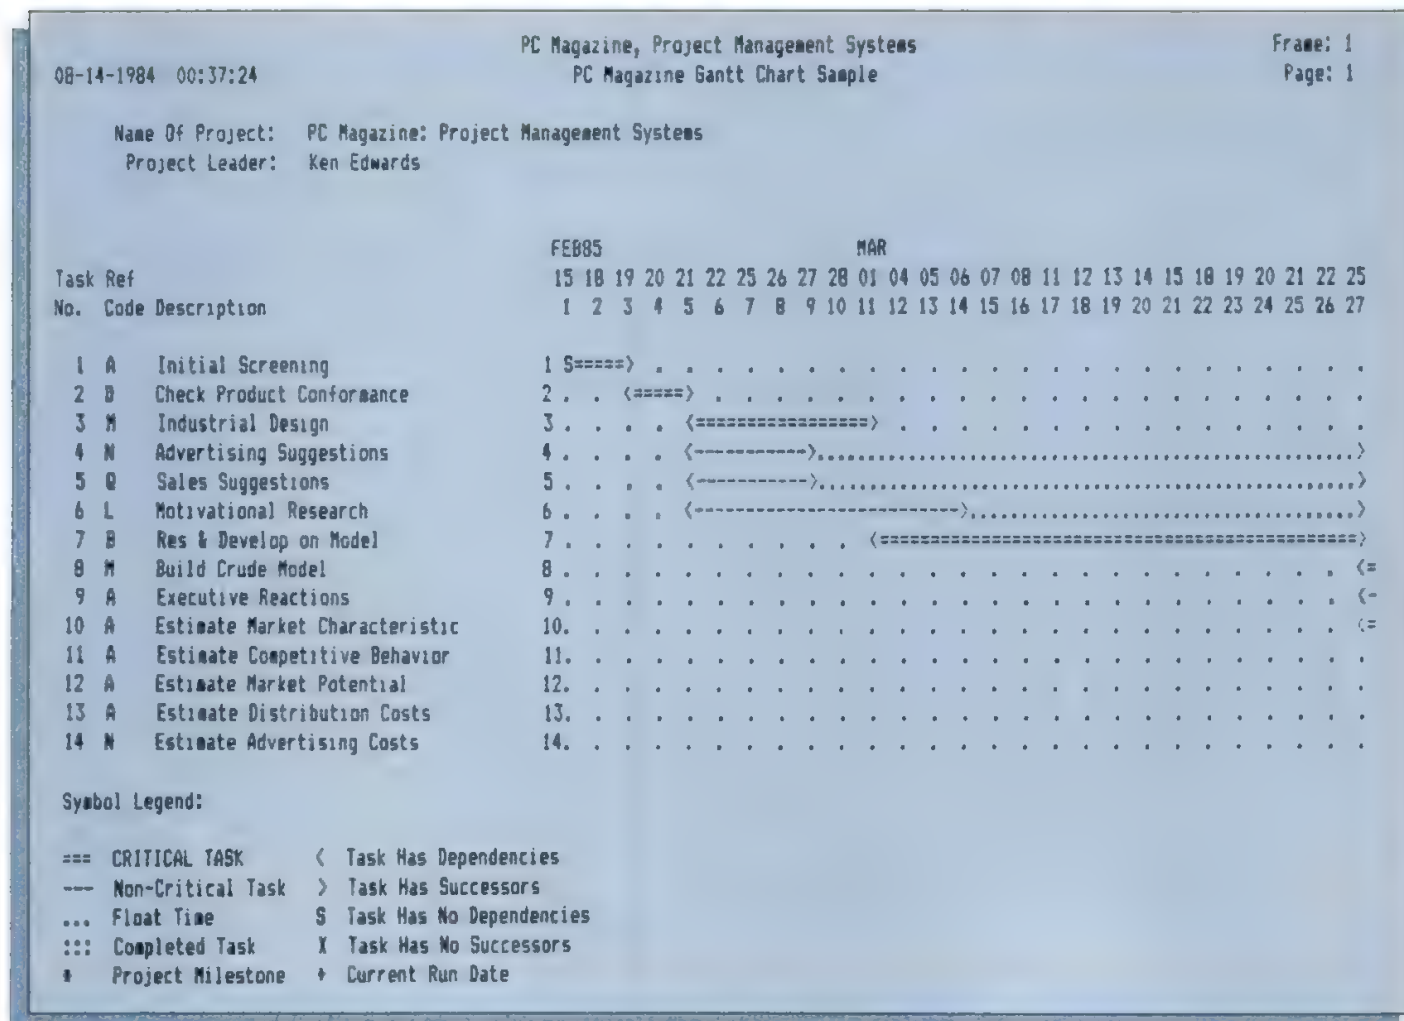 PC Magazine, Project Management Systems Frame: 1
08-14-1984 00:37:24 PC Magazine Gantt Chart Sample Page: 1
Name Of Project: PC Magazine: Project Management Systems
Project Leader: Ken Edwards
FEB85 MAR
Task Ref 15 18 19 20 21 22 25 26 27 28 01 04 05 06 07 08 11 12 13 14 15 18 19 20 21 22 25
No. Code Description 1 2 3 4 5 6 7 8 9 10 11 12 13 14 15 16 17 18 19 20 21 22 23 24 25 26 27
1 A Initial Screening 1 S=====> . . . . . . . . . . . . . . . . . . . . . . . .
2 D Check Product Conformance 2 . . <=====> . . . . . . . . . . . . . . . . . . . . . .
3 M Industrial Design 3 . . . . <=================> . . . . . . . . . . . . . . . .
4 N Advertising Suggestions 4 . . . . <----------->....................................................>
5 Q Sales Suggestions 5 . . . . <----------->....................................................>
6 L Motivational Research 6 . . . . <-------------------------->.....................................>
7 B Res & Develop on Model 7 . . . . . . . . . . <===============================================>
8 M Build Crude Model 8 . . . . . . . . . . . . . . . . . . . . . . . . . . <=
9 A Executive Reactions 9 . . . . . . . . . . . . . . . . . . . . . . . . . . <-
10 A Estimate Market Characteristic 10. . . . . . . . . . . . . . . . . . . . . . . . . . <=
11 A Estimate Competitive Behavior 11. . . . . . . . . . . . . . . . . . . . . . . . . . .
12 A Estimate Market Potential 12. . . . . . . . . . . . . . . . . . . . . . . . . . .
13 A Estimate Distribution Costs 13. . . . . . . . . . . . . . . . . . . . . . . . . . .
14 N Estimate Advertising Costs 14. . . . . . . . . . . . . . . . . . . . . . . . . . .
Symbol Legend:
=== CRITICAL TASK < Task Has Dependencies
--- Non-Critical Task > Task Has Successors
... Float Time S Task Has No Dependencies
::: Completed Task X Task Has No Successors
* Project Milestone + Current Run Date